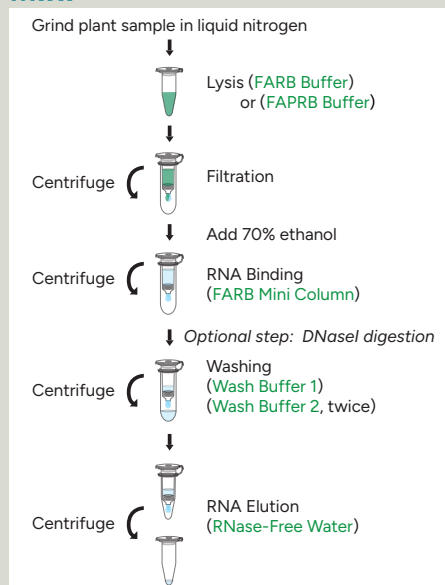 Grind plant sample in liquid nitrogen
Lysis (FARB Buffer)
or (FAPRB Buffer)
Centrifuge
Filtration
Add 70% ethanol
Centrifuge
RNA Binding
(FARB Mini Column)
Optional step: DNaseI digestion
Washing
Centrifuge
(Wash Buffer 1)
(Wash Buffer 2, twice)
RNA Elution
Centrifuge
(RNase-Free Water)